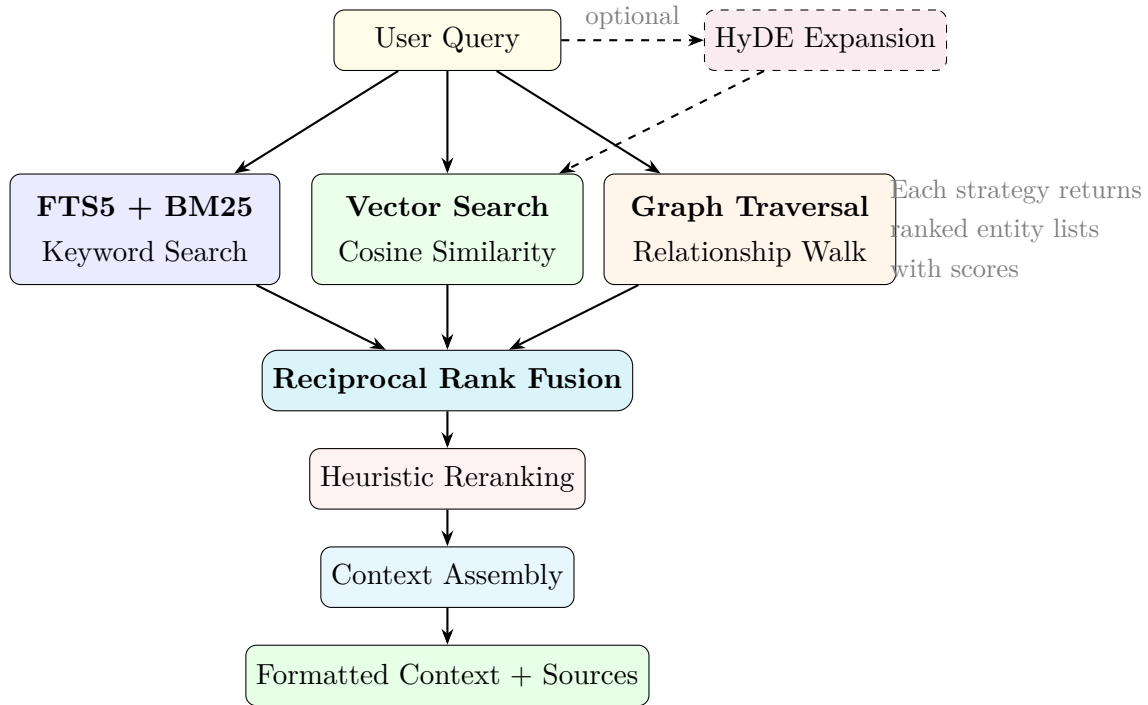 User Query
optional
HyDE Expansion
FTS5 + BM25
Keyword Search
Vector Search
Cosine Similarity
Graph Traversal
Relationship Walk
Each strategy returns
ranked entity lists
with scores
Reciprocal Rank Fusion
Heuristic Reranking
Context Assembly
Formatted Context + Sources